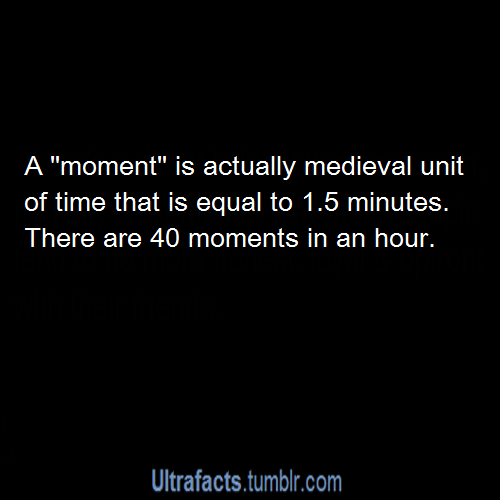 A "moment" is actually medieval unit
of time that is equal to 1.5 minutes.
There are 40 moments in an hour.
Ultrafacts.tumblr.com